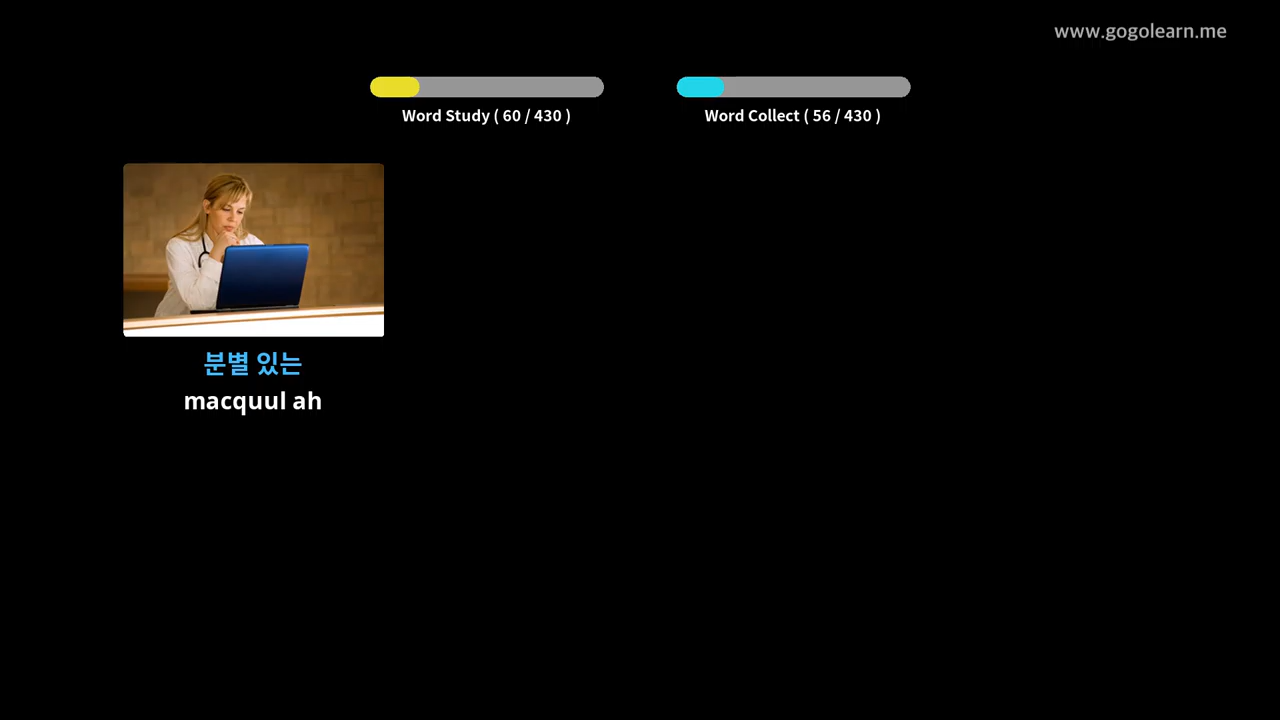 www.gogolearn.me
Word Study ( 60 / 430 )
Word Collect ( 56 / 430 )
분별 있는
macquul ah